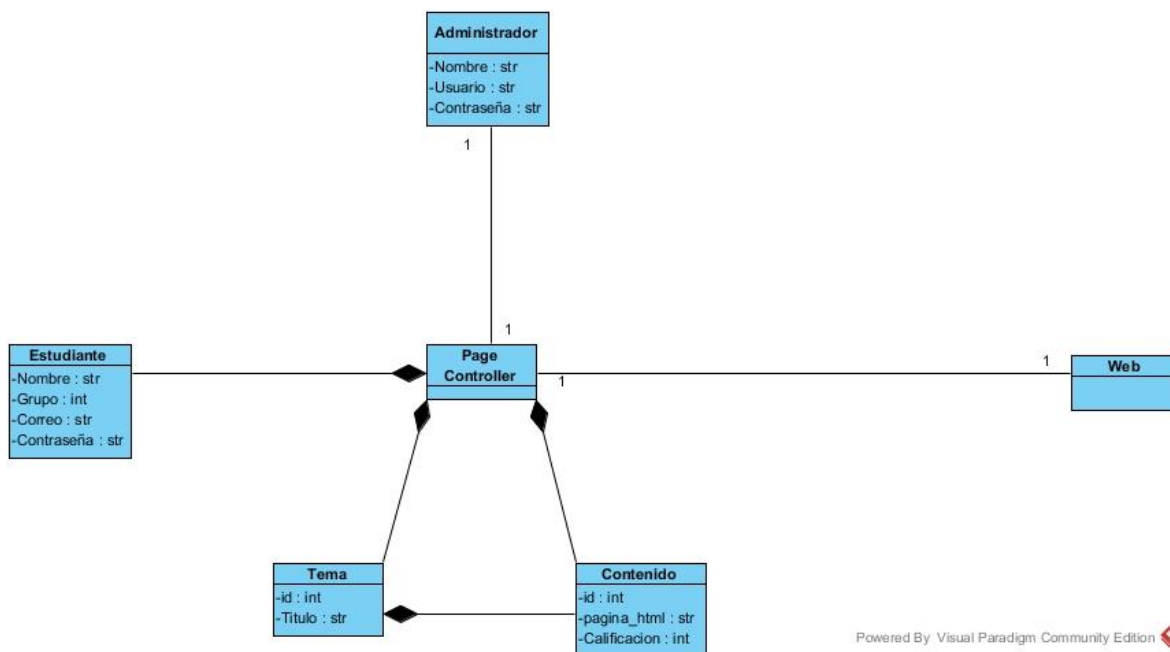 Administrador
-Nombre : str
-Usuario : str
-Contraseña : str
1
1
Estudiante
-Nombre : str
-Grupo : int
-Correo : str
-Contraseña : str
Page
Controller
1
1
Web
Tema
-id : int
-Titulo : str
Contenido
-id : int
-pagina_html : str
-Calificacion : int
Powered By Visual Paradigm Community Edition